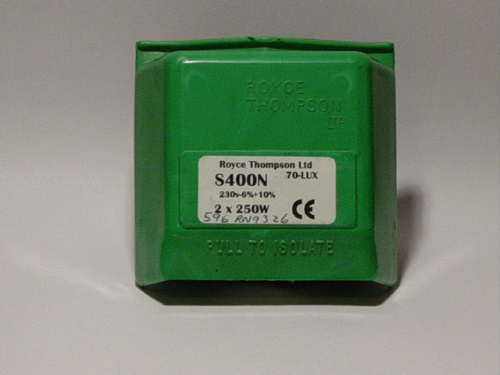 ROYCE
THOMPSON
LTD
Royce Thompson Ltd
S400N 70-LUX
230v-6%+10%
2 x 250W CE
596 RN9326
PULL TO ISOLATE